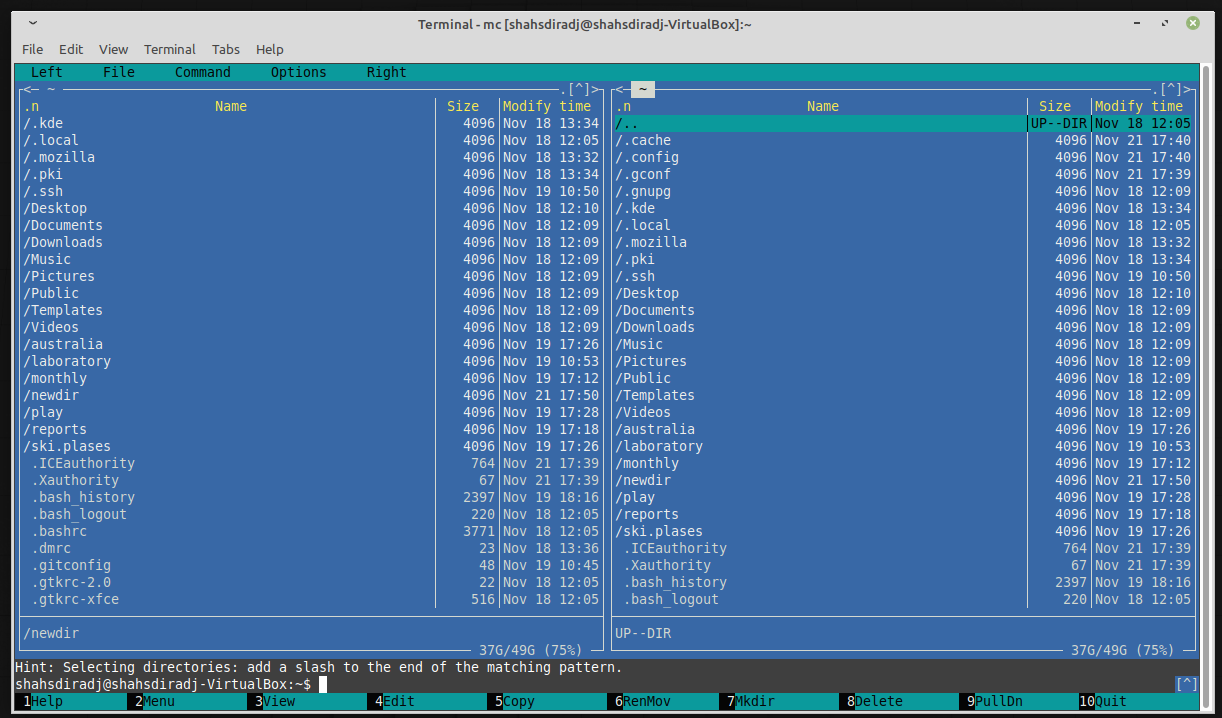 Terminal - mc [shahsdiradj@shahsdiradj-VirtualBox]:~
File Edit View Terminal Tabs Help
Left File Command Options Right
<─ ~ .[^]> <─ ~ .[^]>
.n Name Size Modify time .n Name Size Modify time
/.kde 4096 Nov 18 13:34 /.. UP--DIR Nov 18 12:05
/.local 4096 Nov 18 12:05 /.cache 4096 Nov 21 17:40
/.mozilla 4096 Nov 18 13:32 /.config 4096 Nov 21 17:40
/.pki 4096 Nov 18 13:34 /.gconf 4096 Nov 21 17:39
/.ssh 4096 Nov 19 10:50 /.gnupg 4096 Nov 18 12:09
/Desktop 4096 Nov 18 12:10 /.kde 4096 Nov 18 13:34
/Documents 4096 Nov 18 12:09 /.local 4096 Nov 18 12:05
/Downloads 4096 Nov 18 12:09 /.mozilla 4096 Nov 18 13:32
/Music 4096 Nov 18 12:09 /.pki 4096 Nov 18 13:34
/Pictures 4096 Nov 18 12:09 /.ssh 4096 Nov 19 10:50
/Public 4096 Nov 18 12:09 /Desktop 4096 Nov 18 12:10
/Templates 4096 Nov 18 12:09 /Documents 4096 Nov 18 12:09
/Videos 4096 Nov 18 12:09 /Downloads 4096 Nov 18 12:09
/australia 4096 Nov 19 17:26 /Music 4096 Nov 18 12:09
/laboratory 4096 Nov 19 10:53 /Pictures 4096 Nov 18 12:09
/monthly 4096 Nov 19 17:12 /Public 4096 Nov 18 12:09
/newdir 4096 Nov 21 17:50 /Templates 4096 Nov 18 12:09
/play 4096 Nov 19 17:28 /Videos 4096 Nov 18 12:09
/reports 4096 Nov 19 17:18 /australia 4096 Nov 19 17:26
/ski.plases 4096 Nov 19 17:26 /laboratory 4096 Nov 19 10:53
.ICEauthority 764 Nov 21 17:39 /monthly 4096 Nov 19 17:12
.Xauthority 67 Nov 21 17:39 /newdir 4096 Nov 21 17:50
.bash_history 2397 Nov 19 18:16 /play 4096 Nov 19 17:28
.bash_logout 220 Nov 18 12:05 /reports 4096 Nov 19 17:18
.bashrc 3771 Nov 18 12:05 /ski.plases 4096 Nov 19 17:26
.dmrc 23 Nov 18 13:36 .ICEauthority 764 Nov 21 17:39
.gitconfig 48 Nov 19 10:45 .Xauthority 67 Nov 21 17:39
.gtkrc-2.0 22 Nov 18 12:05 .bash_history 2397 Nov 19 18:16
.gtkrc-xfce 516 Nov 18 12:05 .bash_logout 220 Nov 18 12:05
/newdir UP--DIR
37G/49G (75%) 37G/49G (75%)
Hint: Selecting directories: add a slash to the end of the matching pattern.
shahsdiradj@shahsdiradj-VirtualBox:~$ [^]
1Help 2Menu 3View 4Edit 5Copy 6RenMov 7Mkdir 8Delete 9PullDn 10Quit